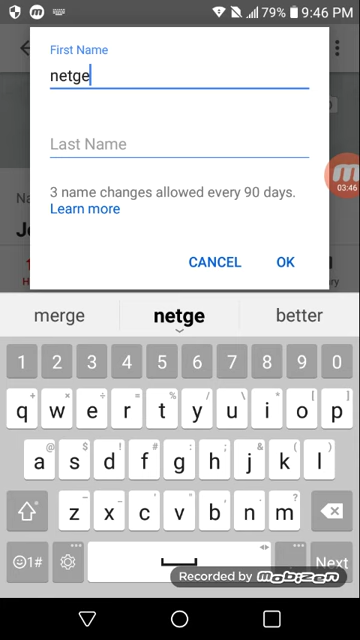 79% 9:46 PM
First Name
netge
Last Name
3 name changes allowed every 90 days.
Learn more
03:46
CANCEL OK
merge netge better
1 2 3 4 5 6 7 8 9 0
q w e r t y u i o p
a s d f g h j k l
z x c v b n m
☺1# Next
Recorded by mobizen